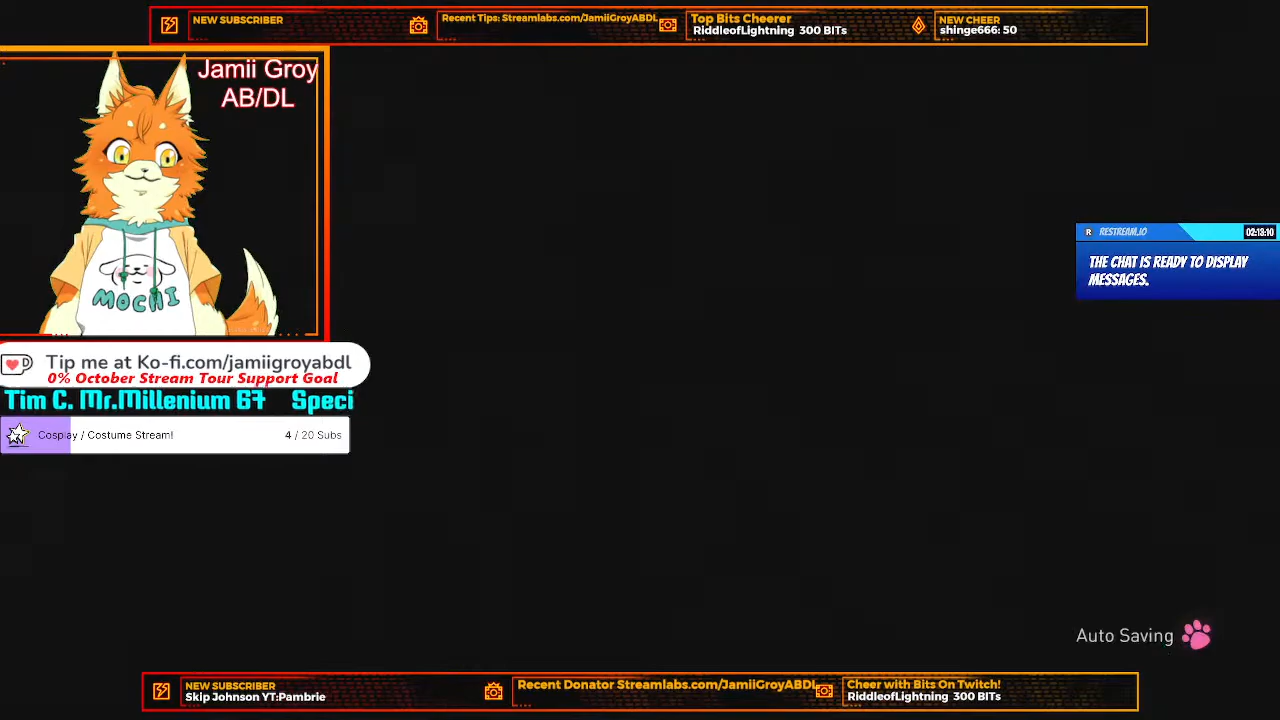 NEW SUBSCRIBER
Recent Tips: Streamlabs.com/JamiiGroyABDL
Top Bits Cheerer
RiddleofLightning 300 BITs
NEW CHEER
shinge666: 50
Jamii Groy
AB/DL
MOCHI
R RESTREAM.IO 02:13:10
THE CHAT IS READY TO DISPLAY
MESSAGES.
Tip me at Ko-fi.com/jamiigroyabdl
0% October Stream Tour Support Goal
Tim C. Mr.Millenium 67 Speci
Cosplay / Costume Stream! 4 / 20 Subs
Auto Saving
NEW SUBSCRIBER
Skip Johnson YT:Pambrie
Recent Donator Streamlabs.com/JamiiGroyABDL
Cheer with Bits On Twitch!
RiddleofLightning 300 BITs